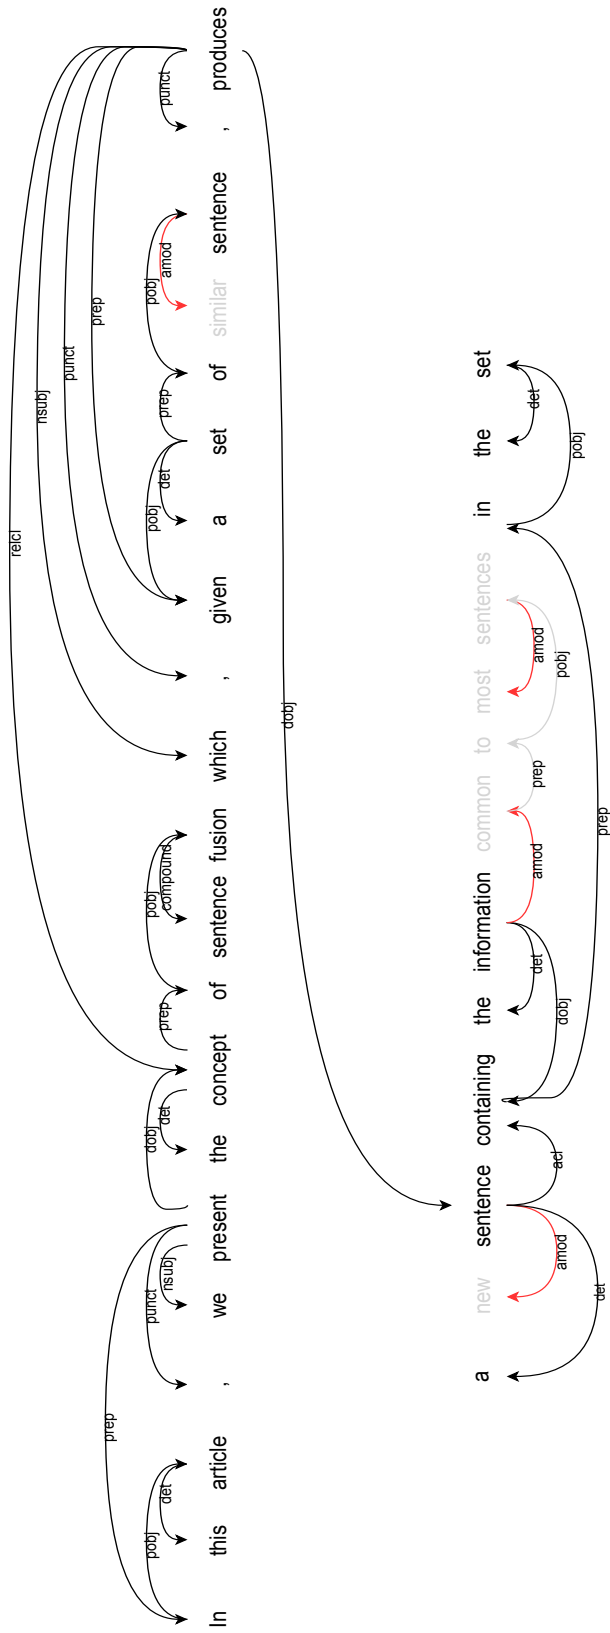 relcl
nsubj
punct
prep prep
pobj punct dobj pobj pobj pobj
det nsubj det prep compound det prep amod punct
In this article , we present the concept of sentence fusion which , given a set of similar sentence , produces
dobj
a new sentence containing the information common to most sentences in the set
det amod prep amod det
amod acl dobj pobj pobj
det prep